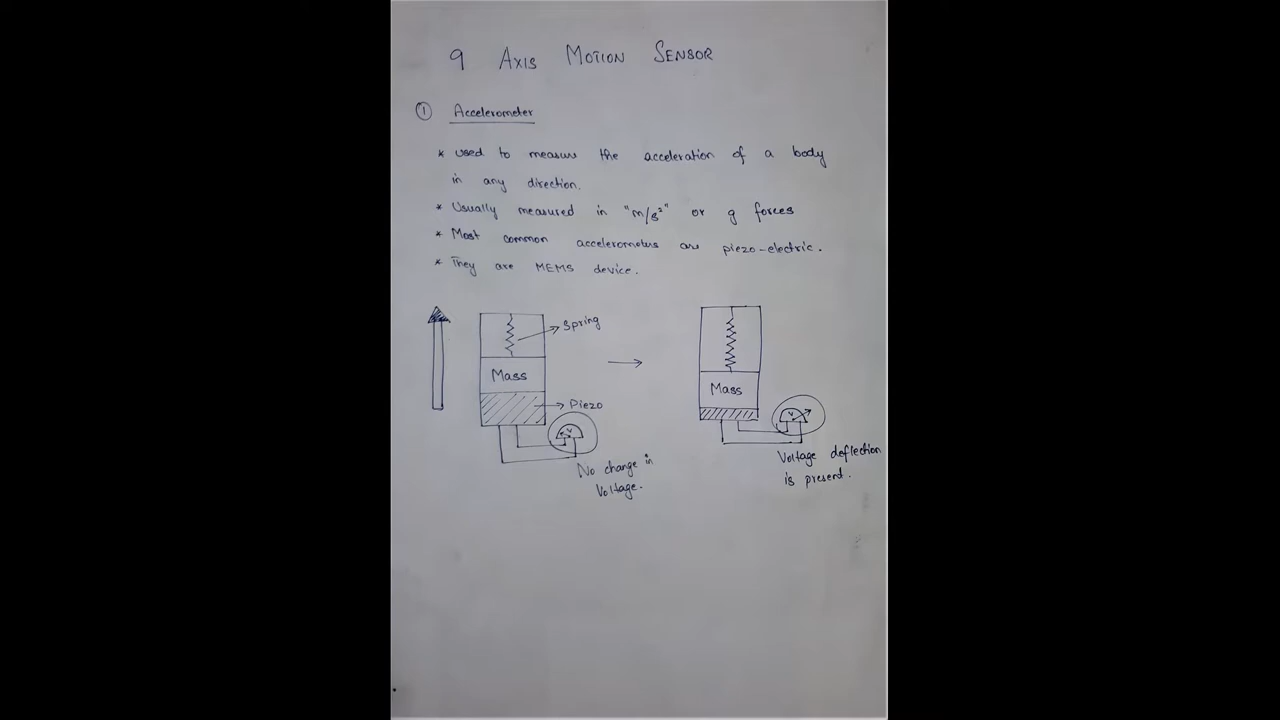 9 AXIS MOTION SENSOR
① Accelerometer
* used to measure the acceleration of a body
in any direction.
* Usually measured in "m/s²" or g forces
* Most common accelerometers are piezo-electric.
* They are MEMS device.
Spring
Mass
Piezo
V
No change in
Voltage.
Mass
V
Voltage deflection
is present.